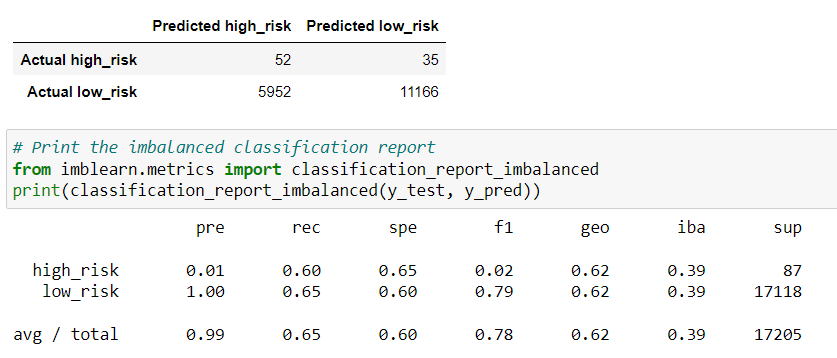 Predicted high_risk Predicted low_risk
Actual high_risk 52 35
Actual low_risk 5952 11166
# Print the imbalanced classification report
from imblearn.metrics import classification_report_imbalanced
print(classification_report_imbalanced(y_test, y_pred))
pre rec spe f1 geo iba sup
high_risk 0.01 0.60 0.65 0.02 0.62 0.39 87
low_risk 1.00 0.65 0.60 0.79 0.62 0.39 17118
avg / total 0.99 0.65 0.60 0.78 0.62 0.39 17205